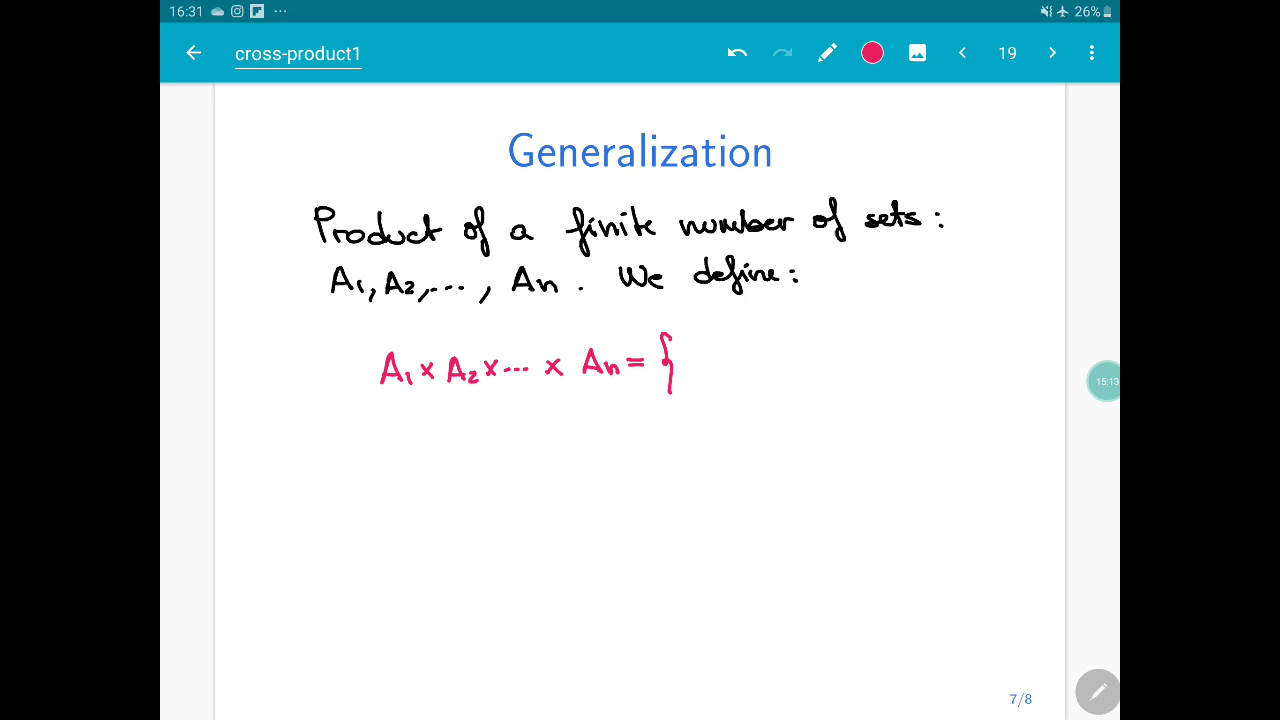 16:31 ... 26%
cross-product1 19
Generalization
Product of a finite number of sets:
A₁, A₂, ..., An. We define:
A₁ × A₂ × ... × An = {
15:13
7/8